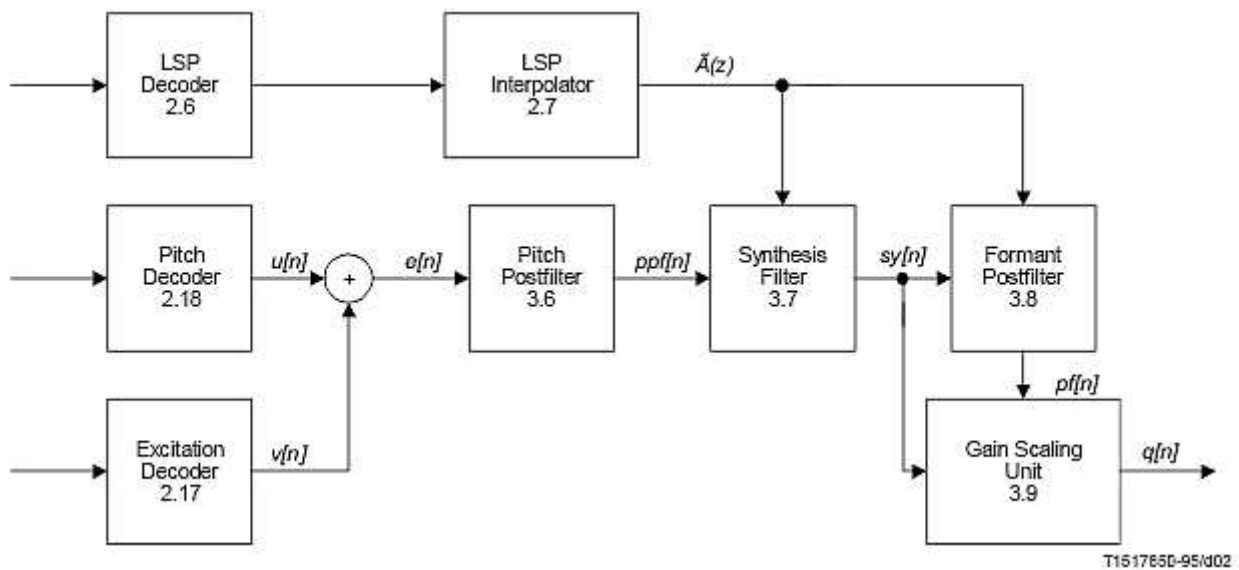 LSP
Decoder
2.6
LSP
Interpolator
2.7
Ã(z)
Pitch
Decoder
2.18
u[n]
+
e[n]
Pitch
Postfilter
3.6
ppf[n]
Synthesis
Filter
3.7
sy[n]
Formant
Postfilter
3.8
pf[n]
Excitation
Decoder
2.17
v[n]
Gain Scaling
Unit
3.9
q[n]
T1517650-95/d02